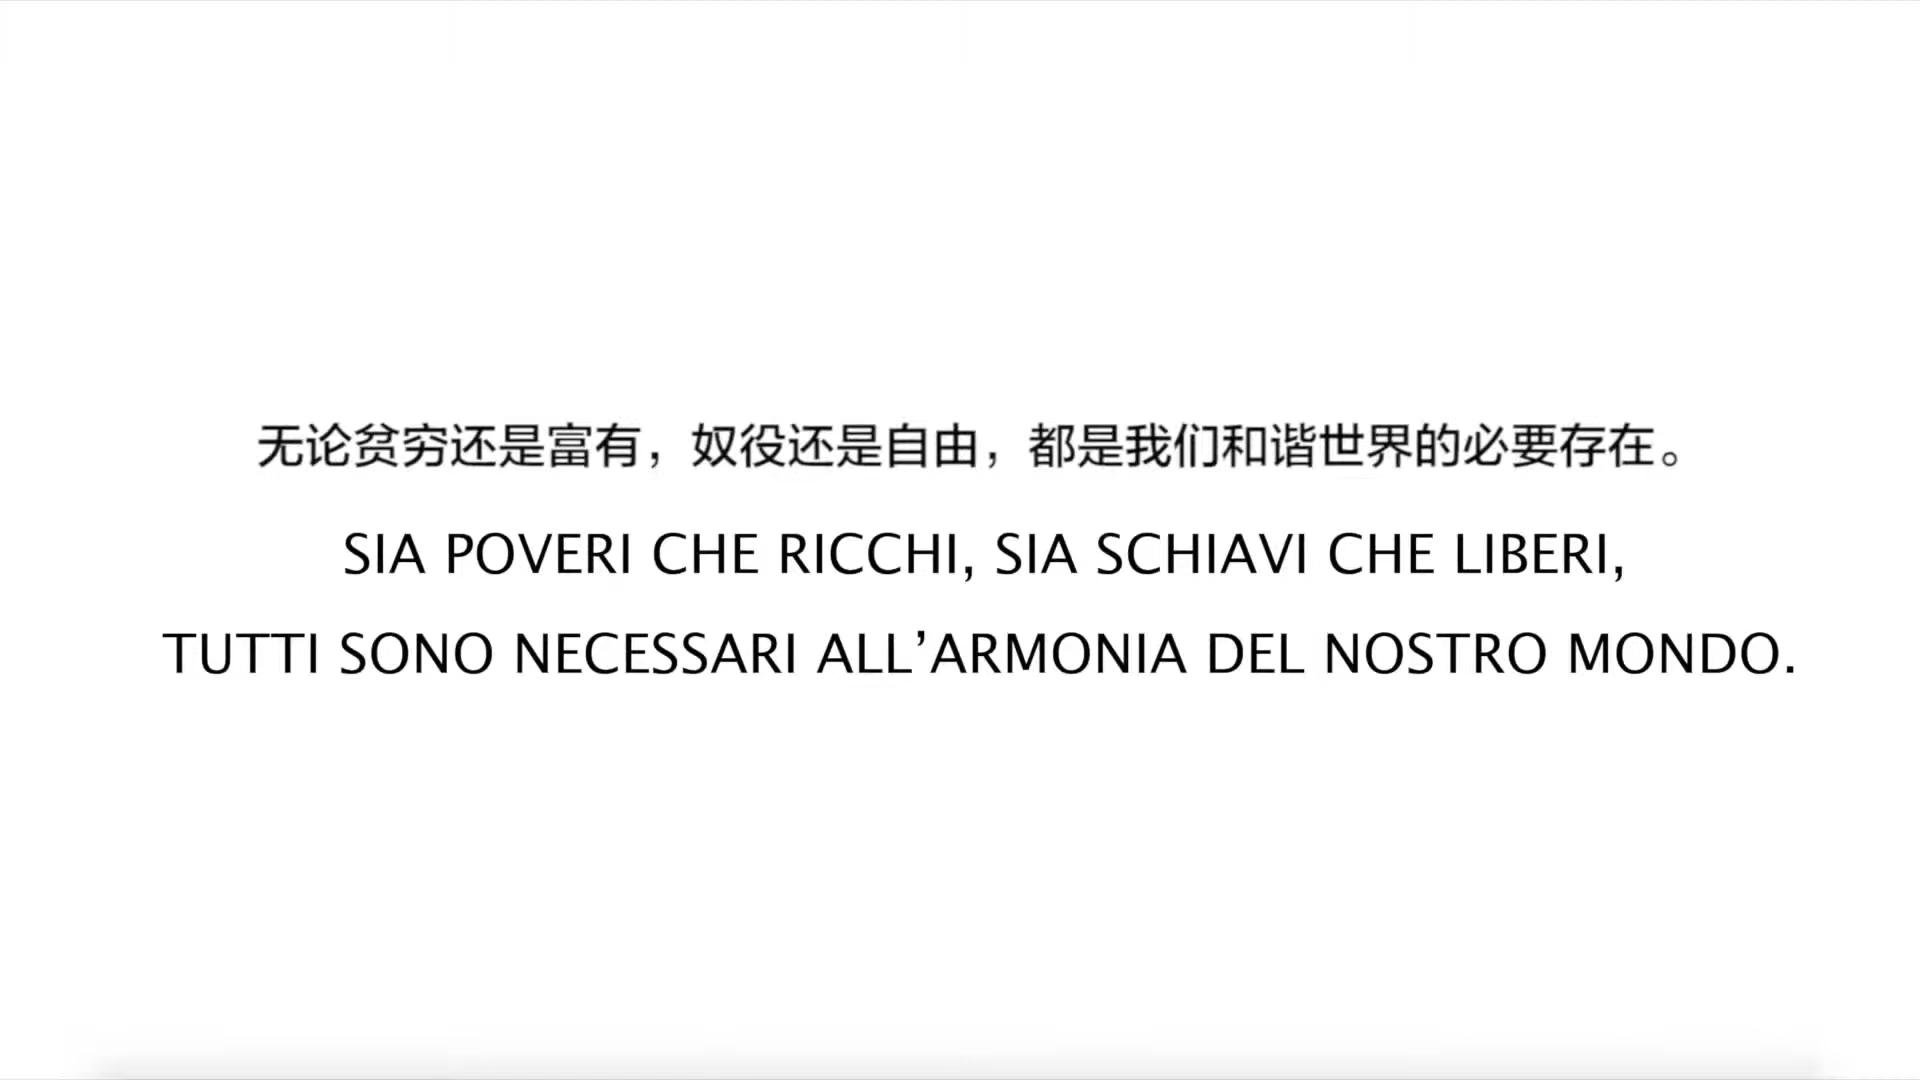 无论贫穷还是富有，奴役还是自由，都是我们和谐世界的必要存在。
SIA POVERI CHE RICCHI, SIA SCHIAVI CHE LIBERI,
TUTTI SONO NECESSARI ALL’ARMONIA DEL NOSTRO MONDO.